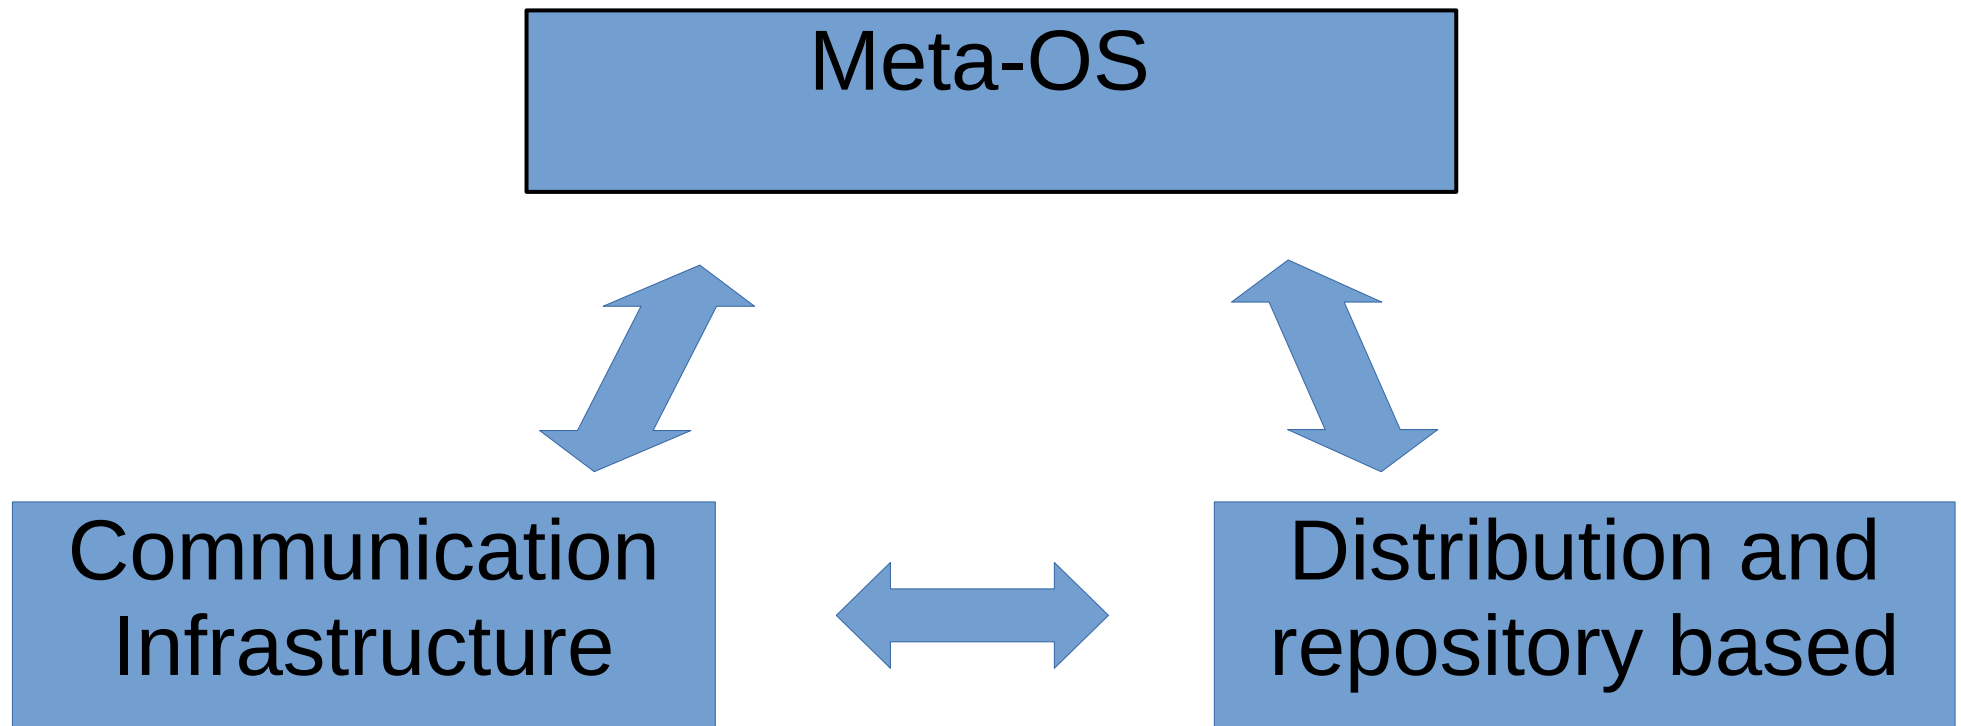 Meta-OS
Communication
Infrastructure
Distribution and
repository based